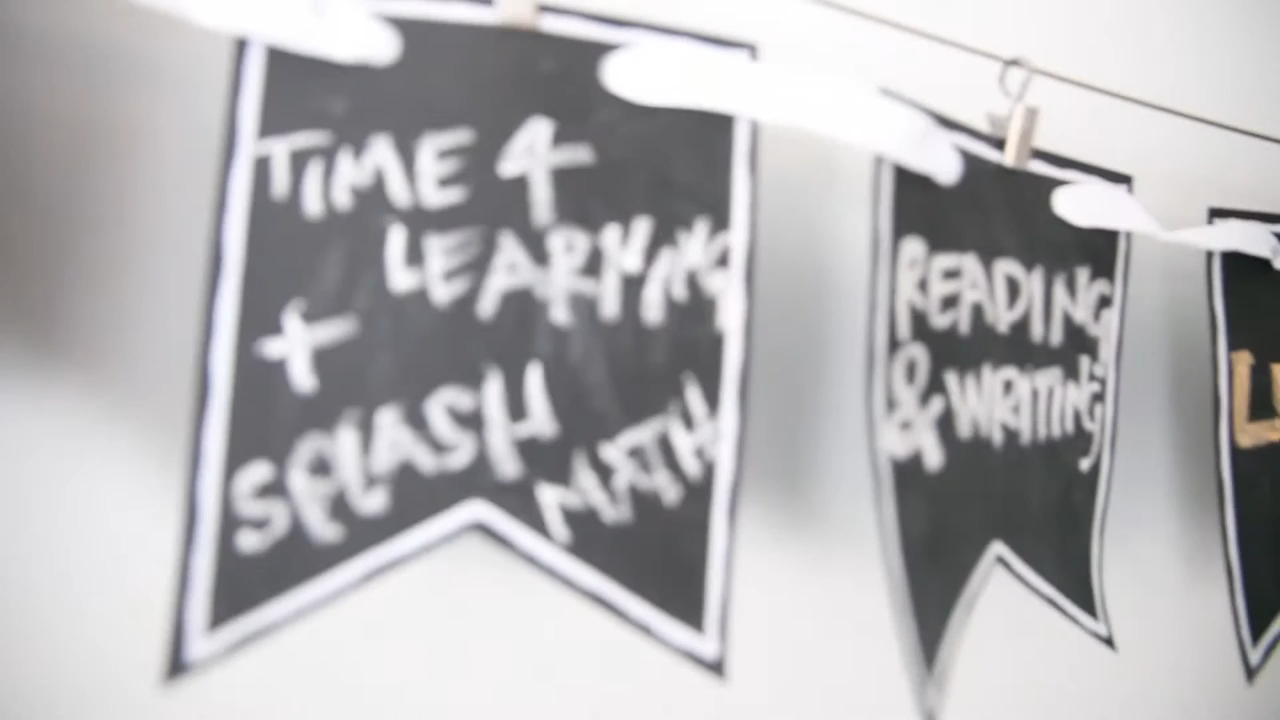 TIME 4
LEARNING
+
SPLASH
MATH
READING
& WRITING